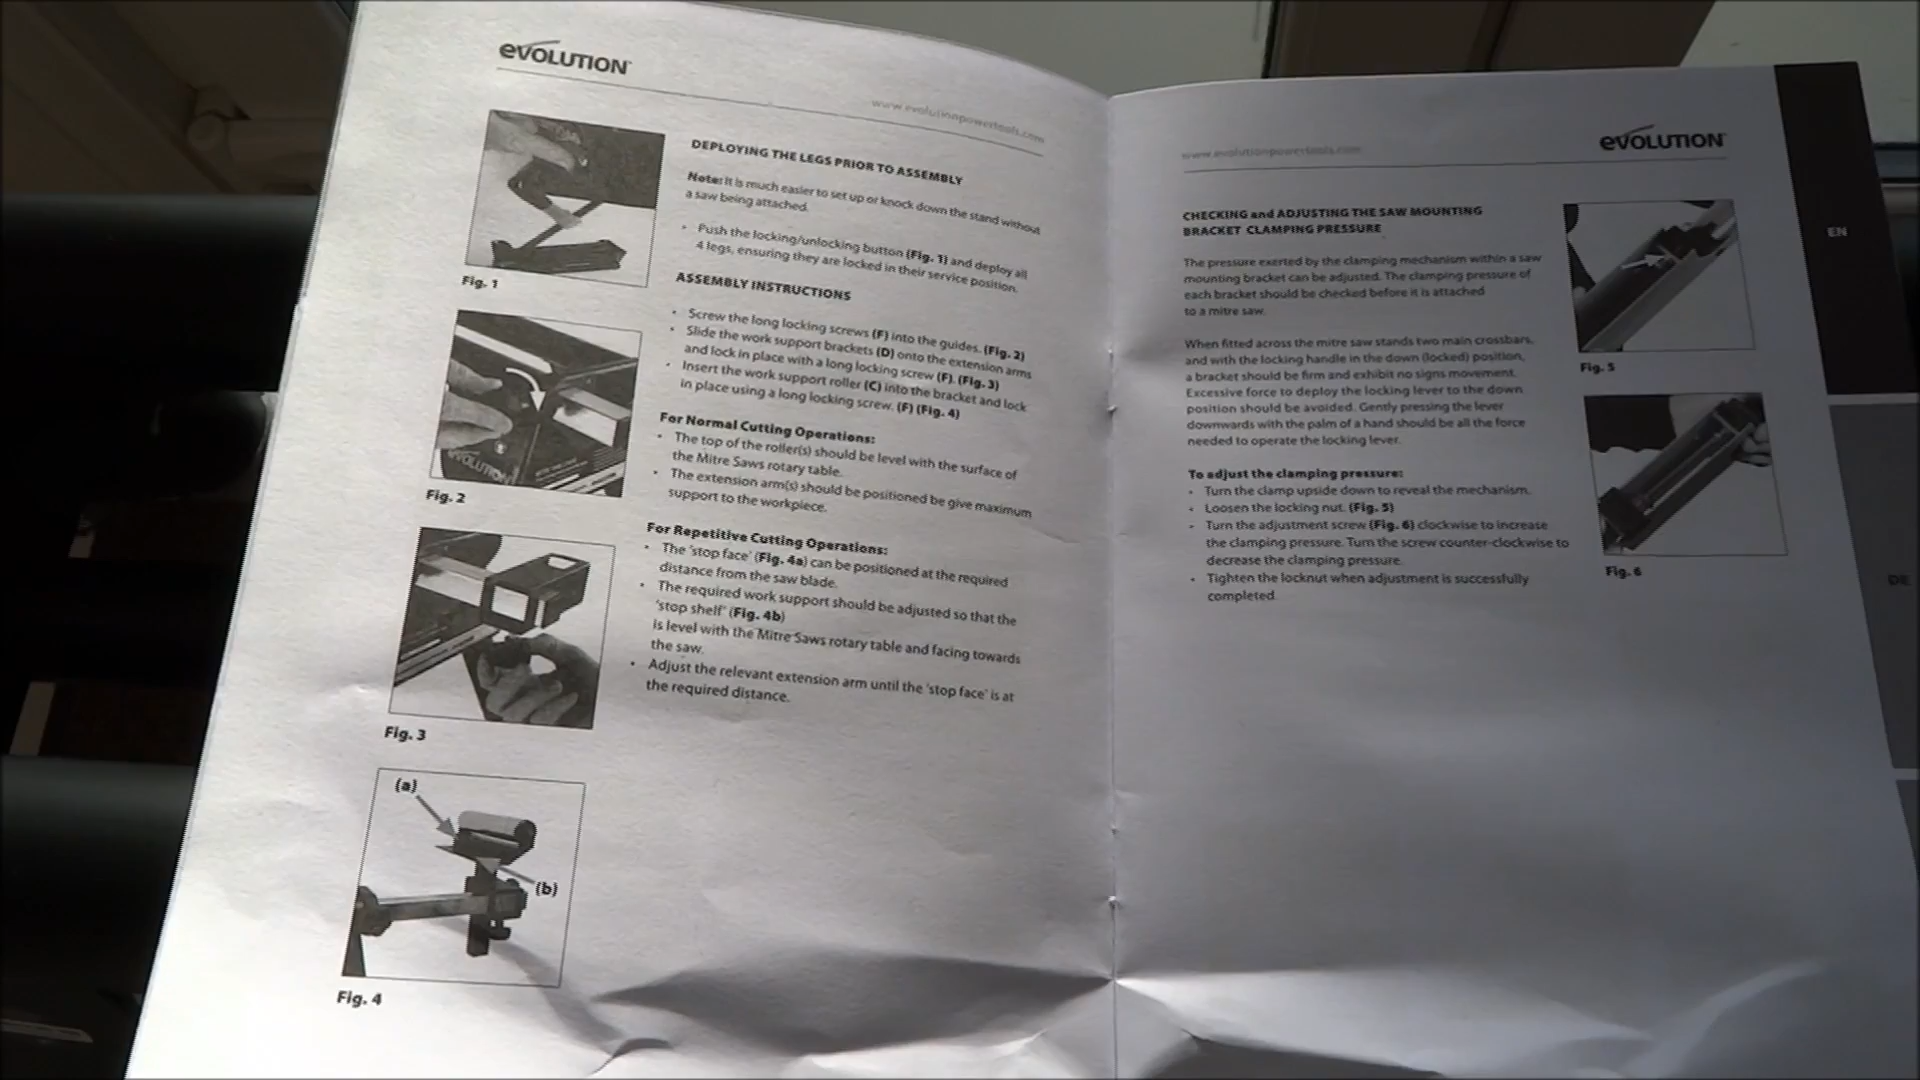 evolution
www.evolutionpowertools.com
DEPLOYING THE LEGS PRIOR TO ASSEMBLY
Note: It is much easier to set up or knock down the stand without
a saw being attached.
• Push the locking/unlocking button (Fig. 1) and deploy all
4 legs, ensuring they are locked in their service position.
Fig. 1
ASSEMBLY INSTRUCTIONS
• Screw the long locking screws (F) into the guides. (Fig. 2)
• Slide the work support brackets (D) onto the extension arms
and lock in place with a long locking screw (F). (Fig. 3)
• Insert the work support roller (C) into the bracket and lock
in place using a long locking screw. (F) (Fig. 4)
For Normal Cutting Operations:
• The top of the roller(s) should be level with the surface of
the Mitre Saws rotary table.
• The extension arm(s) should be positioned be give maximum
support to the workpiece.
evolution
Fig. 2
For Repetitive Cutting Operations:
• The 'stop face' (Fig. 4a) can be positioned at the required
distance from the saw blade.
• The required work support should be adjusted so that the
'stop shelf' (Fig. 4b)
is level with the Mitre Saws rotary table and facing towards
the saw.
• Adjust the relevant extension arm until the 'stop face' is at
the required distance.
Fig. 3
(a)
(b)
Fig. 4
www.evolutionpowertools.com
evolution
CHECKING and ADJUSTING THE SAW MOUNTING
BRACKET CLAMPING PRESSURE
The pressure exerted by the clamping mechanism within a saw
mounting bracket can be adjusted. The clamping pressure of
each bracket should be checked before it is attached
to a mitre saw.
When fitted across the mitre saw stands two main crossbars,
and with the locking handle in the down (locked) position,
a bracket should be firm and exhibit no signs movement.
Excessive force to deploy the locking lever to the down
position should be avoided. Gently pressing the lever
downwards with the palm of a hand should be all the force
needed to operate the locking lever.
To adjust the clamping pressure:
• Turn the clamp upside down to reveal the mechanism.
• Loosen the locking nut. (Fig. 5)
• Turn the adjustment screw (Fig. 6) clockwise to increase
the clamping pressure. Turn the screw counter-clockwise to
decrease the clamping pressure.
• Tighten the locknut when adjustment is successfully
completed.
Fig. 5
Fig. 6
EN
DE